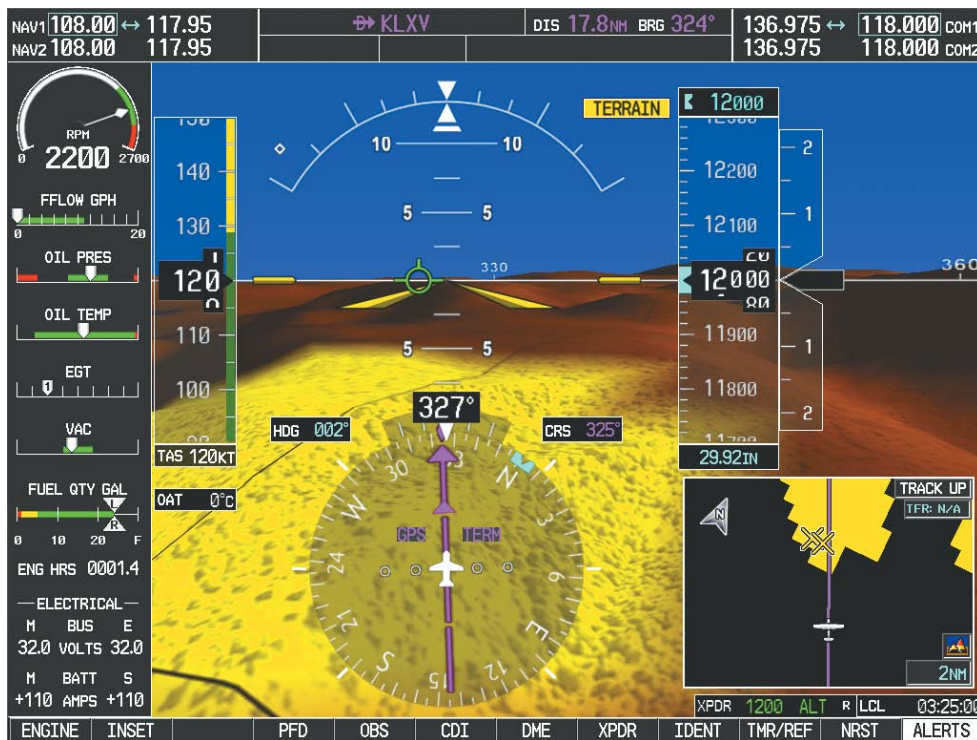 NAV1 108.00 ↔ 117.95
NAV2 108.00 117.95
D→ KLXV
DIS 17.8NM BRG 324°
136.975 ↔ 118.000 COM1
136.975 118.000 COM2
RPM
2200
0 2700
FFLOW GPH
0 20
OIL PRES
OIL TEMP
EGT
1
VAC
FUEL QTY GAL
L
R
0 10 20 F
ENG HRS 0001.4
ELECTRICAL
M BUS E
32.0 VOLTS 32.0
M BATT S
+110 AMPS +110
140
130
120
110
100
TAS 120KT
OAT 0°C
TERRAIN
10 10
5 5
5 5
330
360
12000
12200
12100
12000
20
80
11900
11800
29.92IN
2
1
1
2
327°
HDG 002°
CRS 325°
GPS TERM
N
3
6
E
12
15
S
21
24
W
30
33
TRACK UP
TFR: N/A
N
2NM
XPDR 1200 ALT R LCL 03:25:00
ENGINE INSET PFD OBS CDI DME XPDR IDENT TMR/REF NRST ALERTS